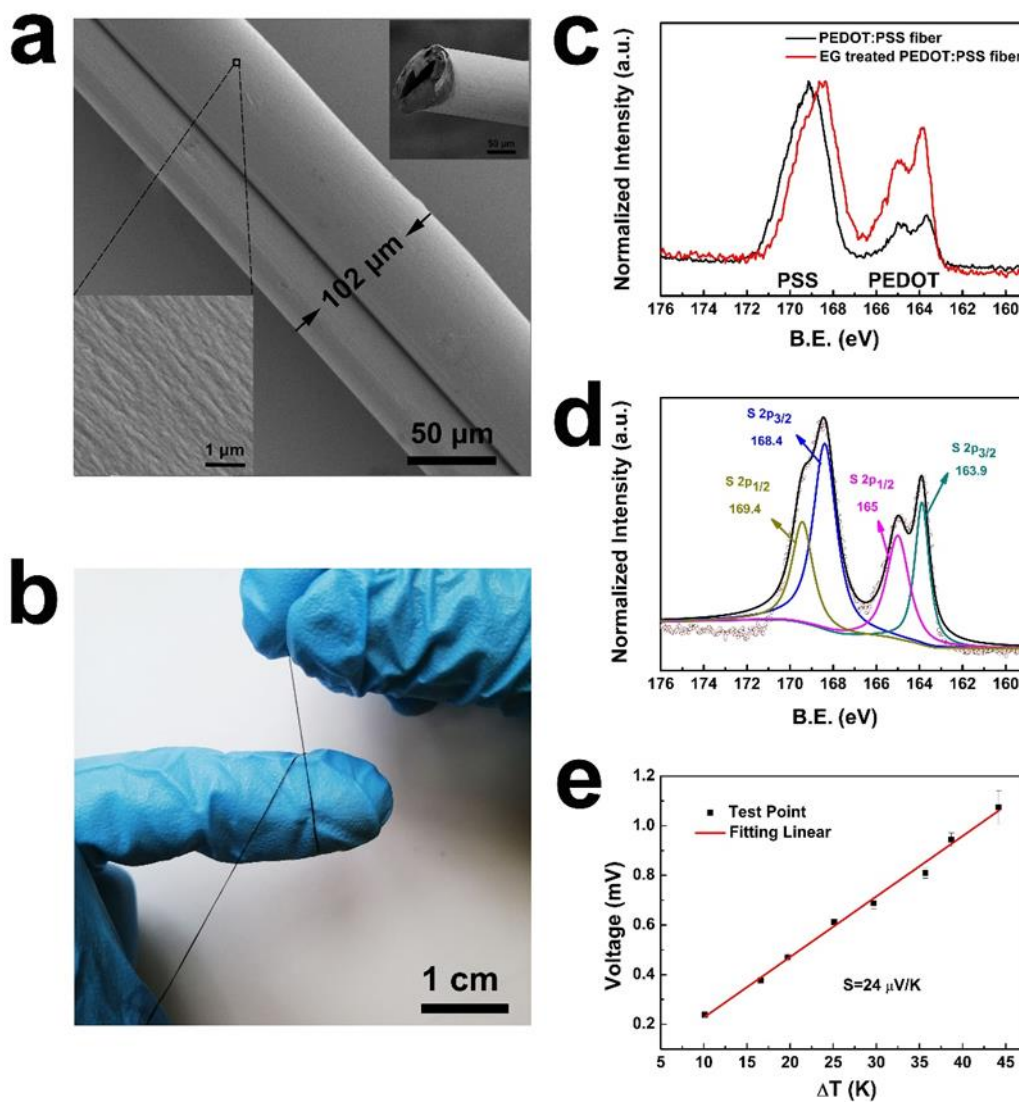 a
50 µm
102 µm
1 µm
50 µm
b
1 cm
c
PEDOT:PSS fiber
EG treated PEDOT:PSS fiber
Normalized Intensity (a.u.)
PSS
PEDOT
176 174 172 170 168 166 164 162 160
B.E. (eV)
d
S 2p3/2
168.4
S 2p1/2
169.4
S 2p1/2
165
S 2p3/2
163.9
Normalized Intensity (a.u.)
176 174 172 170 168 166 164 162 160
B.E. (eV)
e
Test Point
Fitting Linear
1.2
1.0
0.8
0.6
0.4
0.2
Voltage (mV)
S=24 µV/K
5 10 15 20 25 30 35 40 45
ΔT (K)